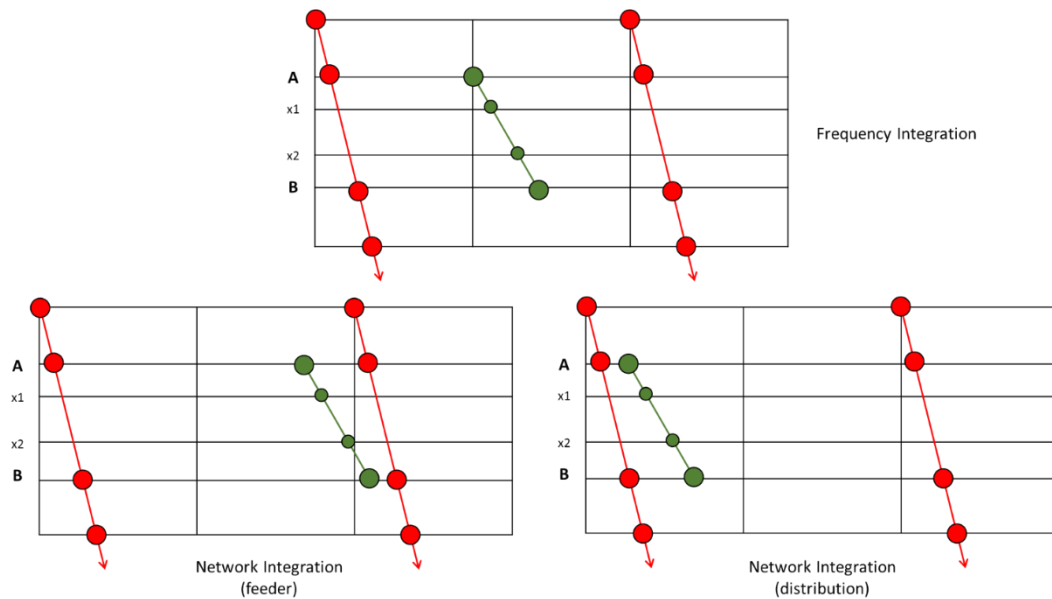 A
x1
x2
B
Frequency Integration
A
x1
x2
B
Network Integration
(feeder)
A
x1
x2
B
Network Integration
(distribution)